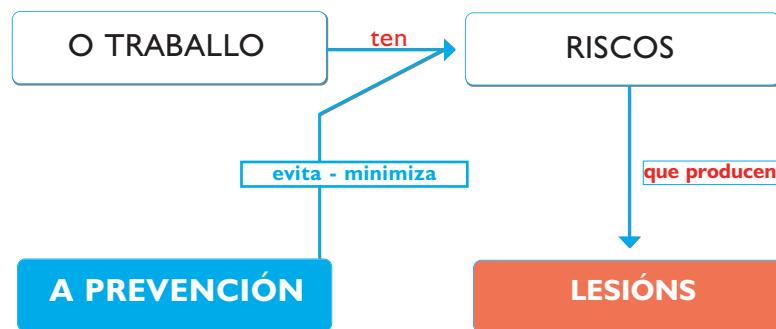 O TRABALLO
ten
RISCOS
evita - minimiza
que producen
A PREVENCIÓN
LESIÓNS